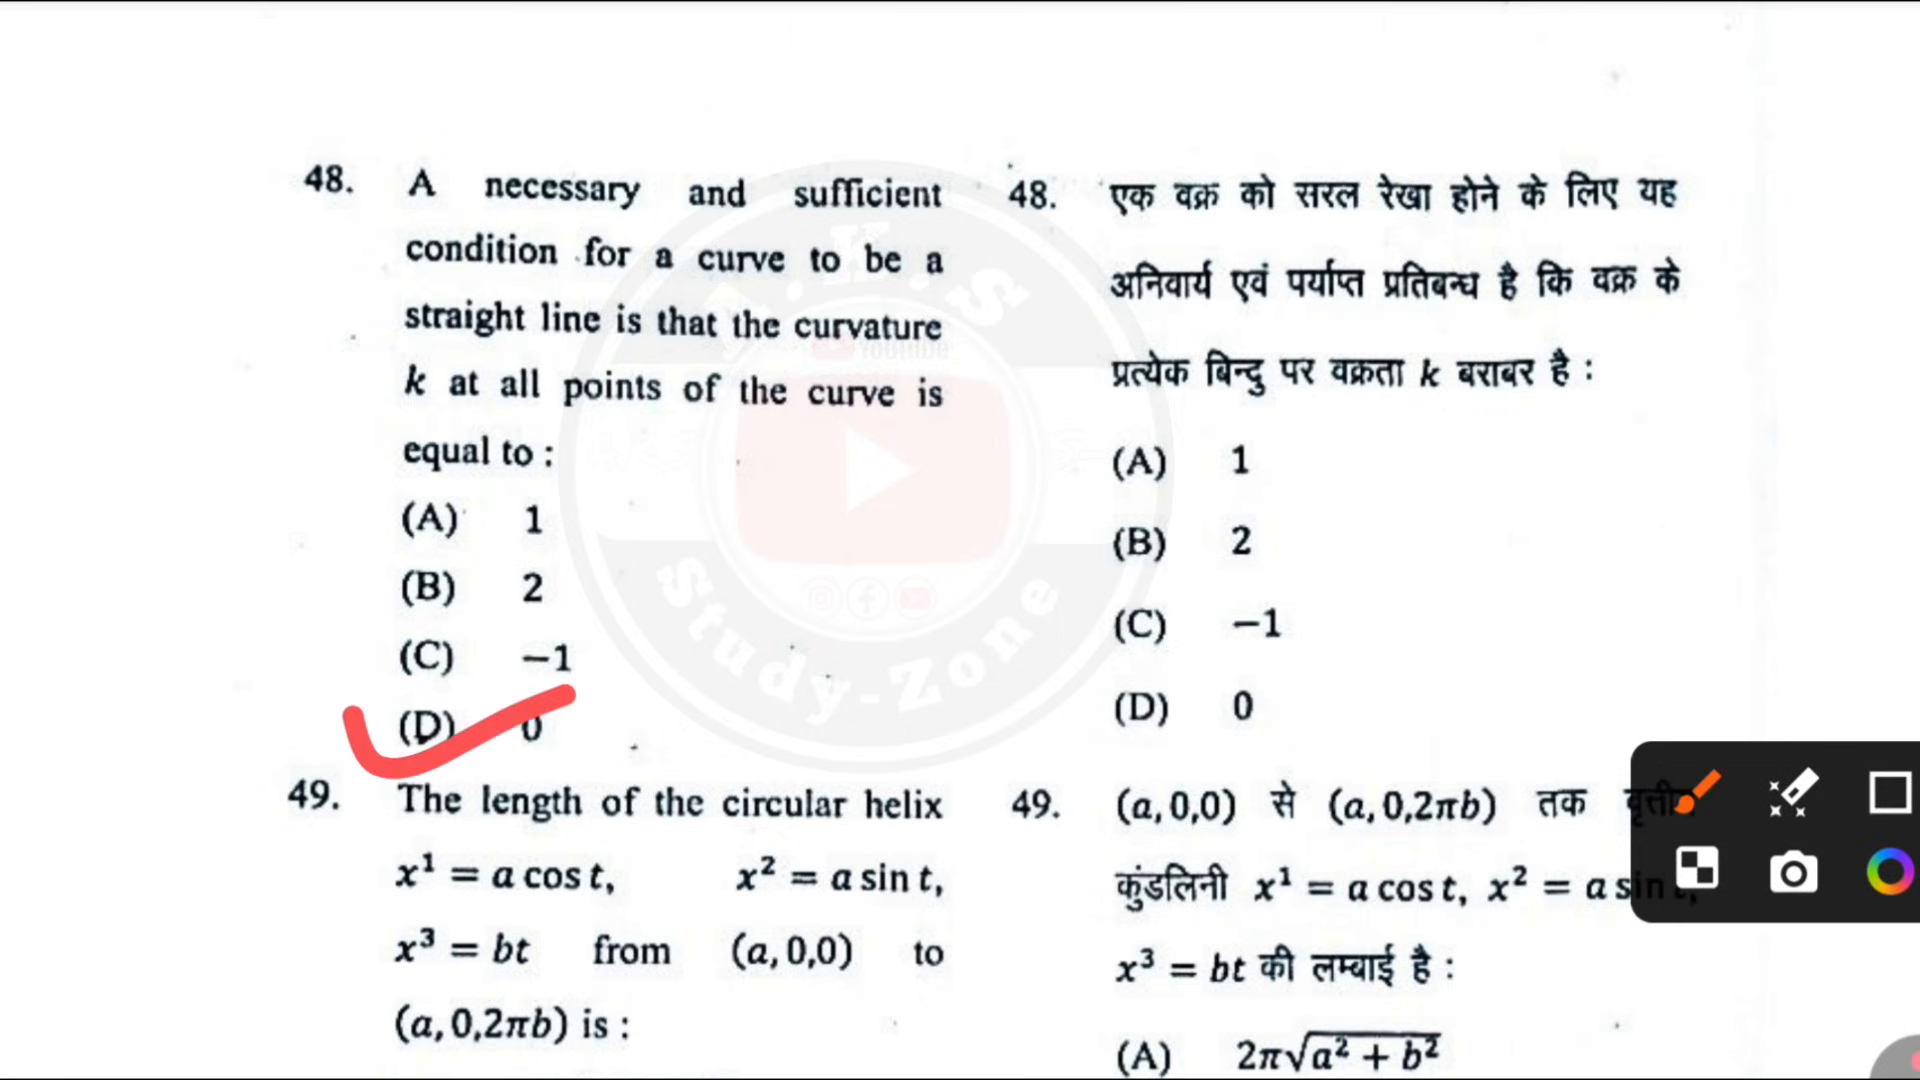 48. A necessary and sufficient
condition for a curve to be a
straight line is that the curvature
k at all points of the curve is
equal to :
(A) 1
(B) 2
(C) −1
(D) 0
49. The length of the circular helix
x¹ = a cos t, x² = a sin t,
x³ = bt from (a, 0,0) to
(a, 0,2πb) is :
48. एक वक्र को सरल रेखा होने के लिए यह
अनिवार्य एवं पर्याप्त प्रतिबन्ध है कि वक्र के
प्रत्येक बिन्दु पर वक्रता k बराबर है :
(A) 1
(B) 2
(C) −1
(D) 0
49. (a, 0,0) से (a, 0,2πb) तक वृत्तीय
कुंडलिनी x¹ = a cos t, x² = a sin t,
x³ = bt की लम्बाई है :
(A) 2π√a² + b²
A.K.S
Youtube
Study-Zone